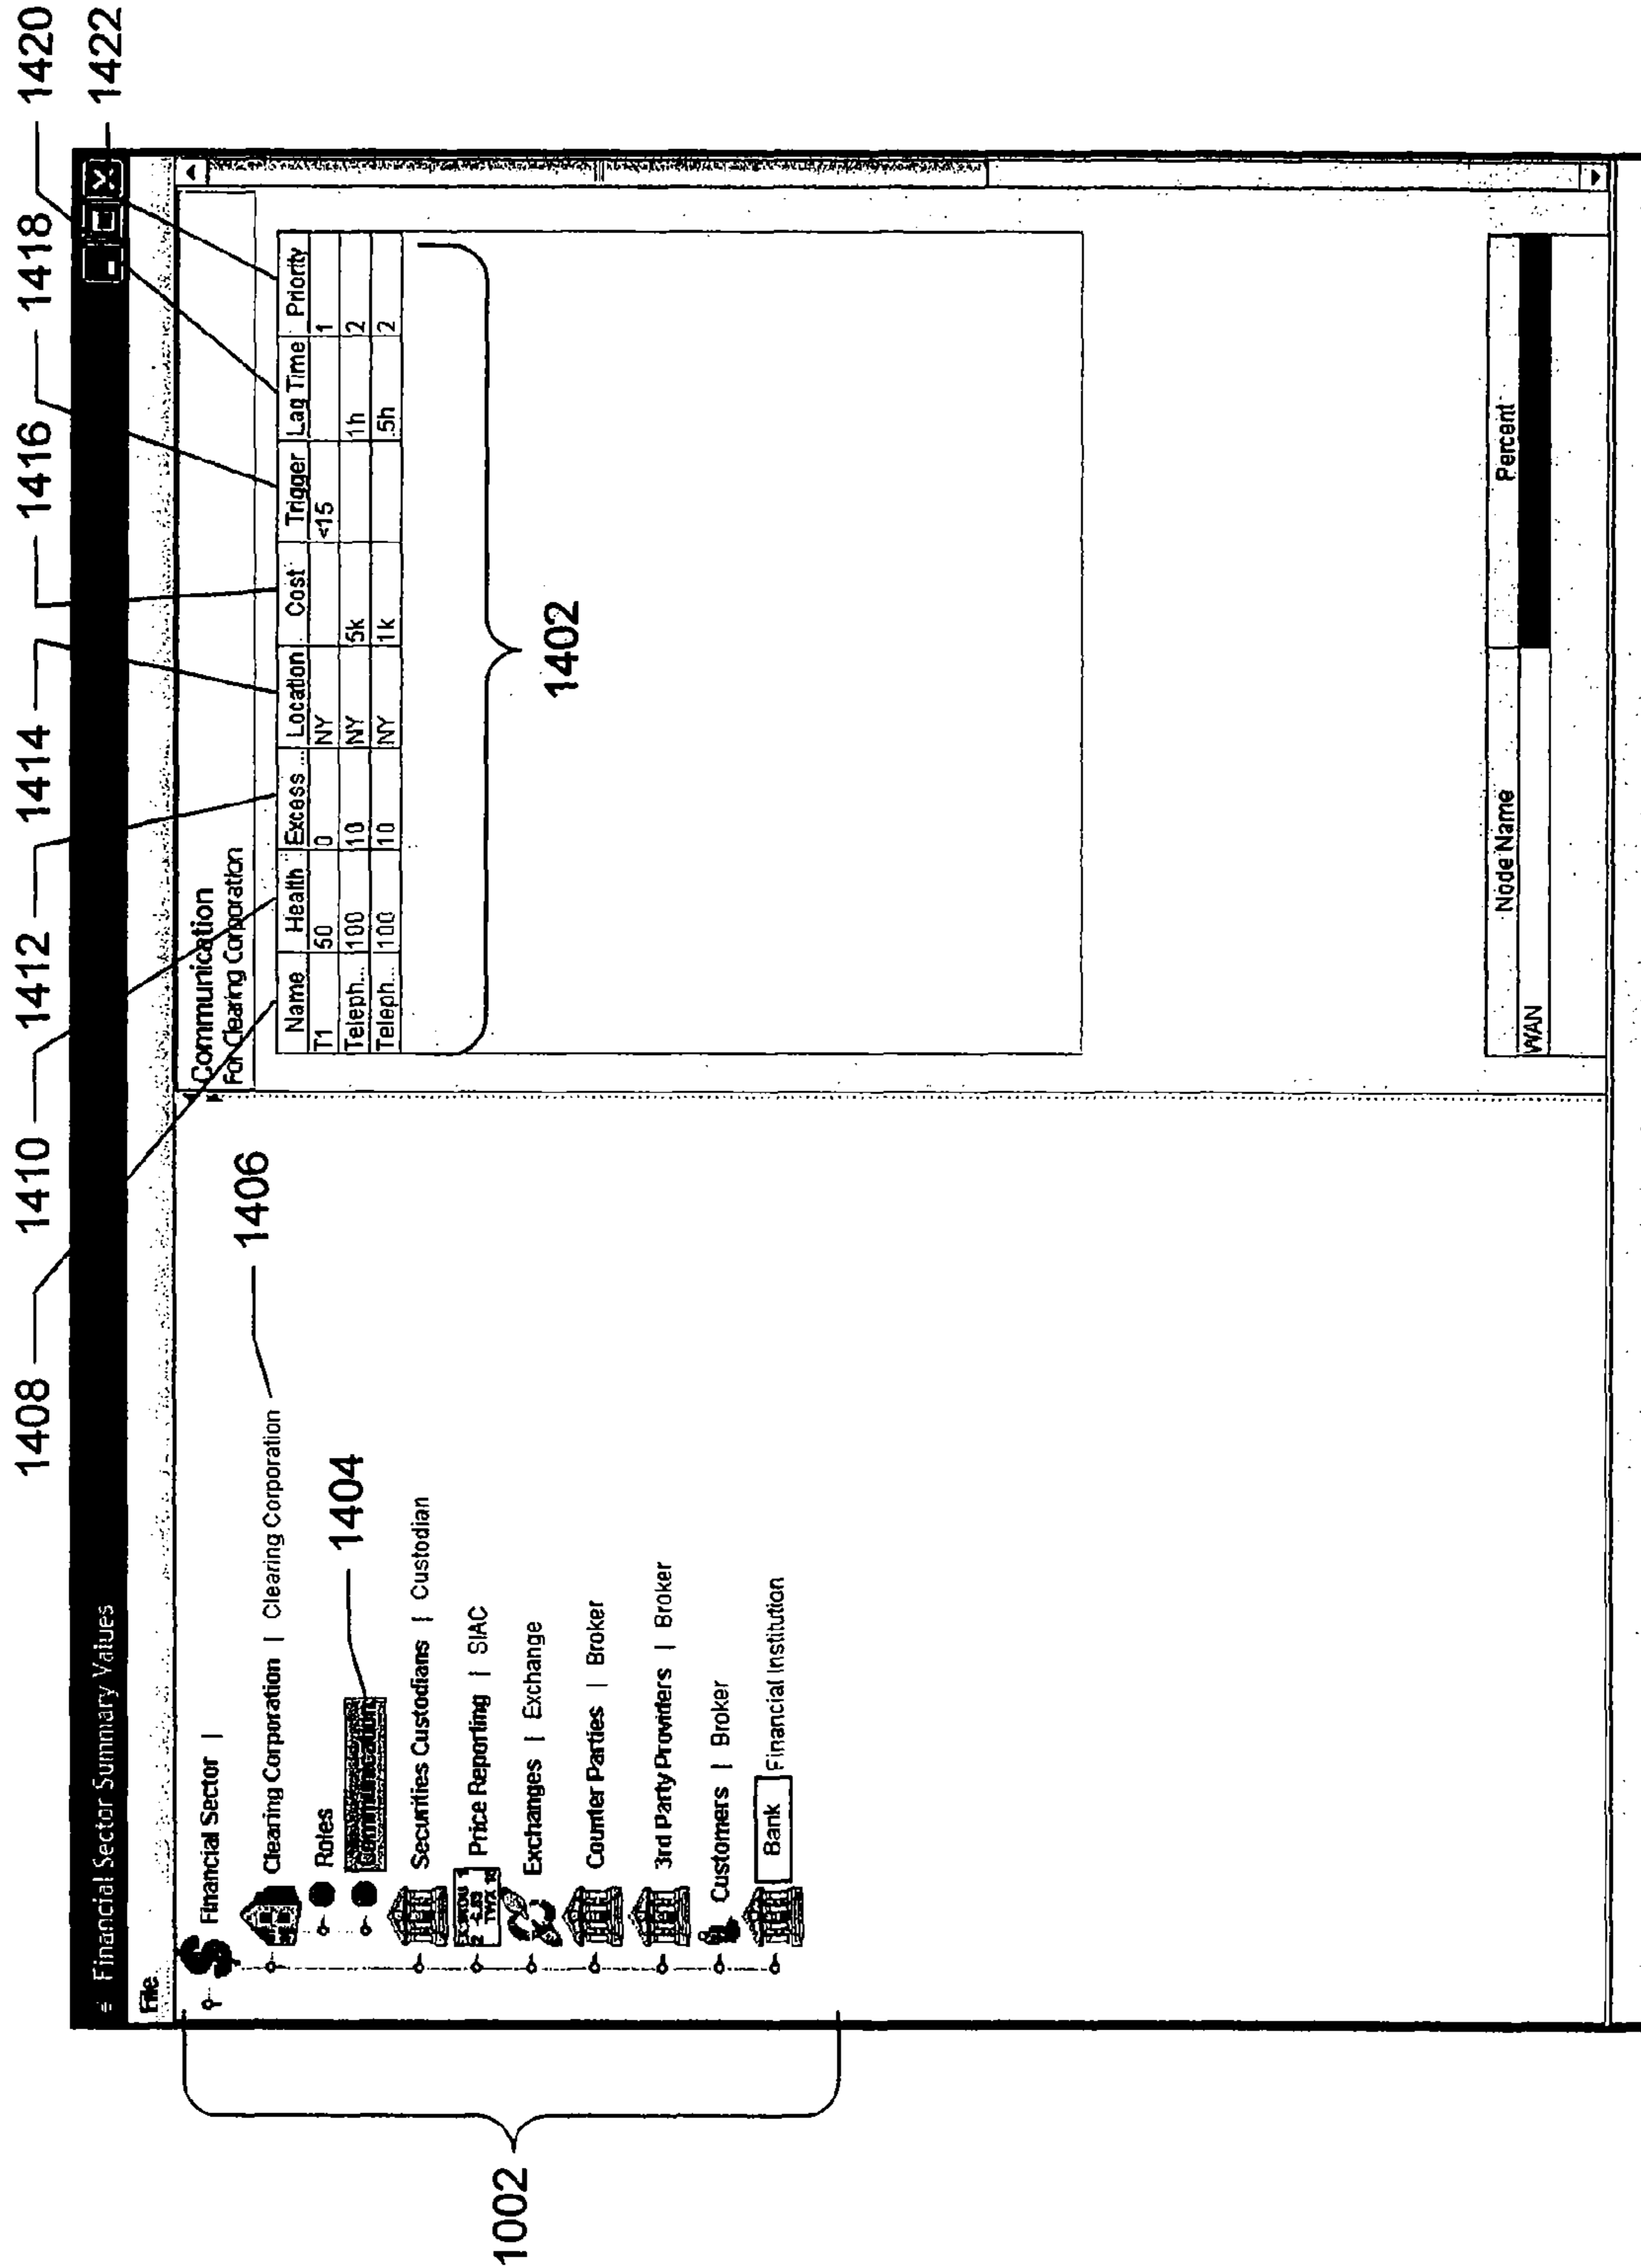 1408 1410 1412 1414 1416 1418 1420
1422
Financial Sector Summary Values
File
Financial Sector |
Clearing Corporation | Clearing Corporation
1406
Roles
Communication
1404
Securities Custodians | Custodian
Price Reporting | SIAC
Exchanges | Exchange
Counter Parties | Broker
3rd Party Providers | Broker
Customers | Broker
Bank | Financial Institution
1002
Communication
For Clearing Corporation
Name Health Excess ... Location Cost Trigger Lag Time Priority
T1 50 0 NY <15 1
Teleph... 100 10 NY 5k 1h 2
Teleph... 100 10 NY 1k .5h 2
1402
Node Name Percent
WAN